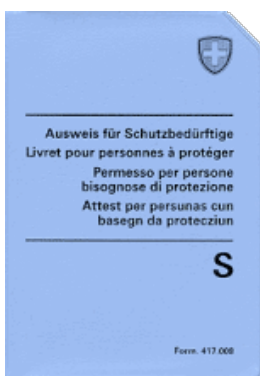 Ausweis für Schutzbedürftige
Livret pour personnes à protéger
Permesso per persone
bisognose di protezione
Attest per persunas cun
basegn da protecziun
S
Form. 417.008